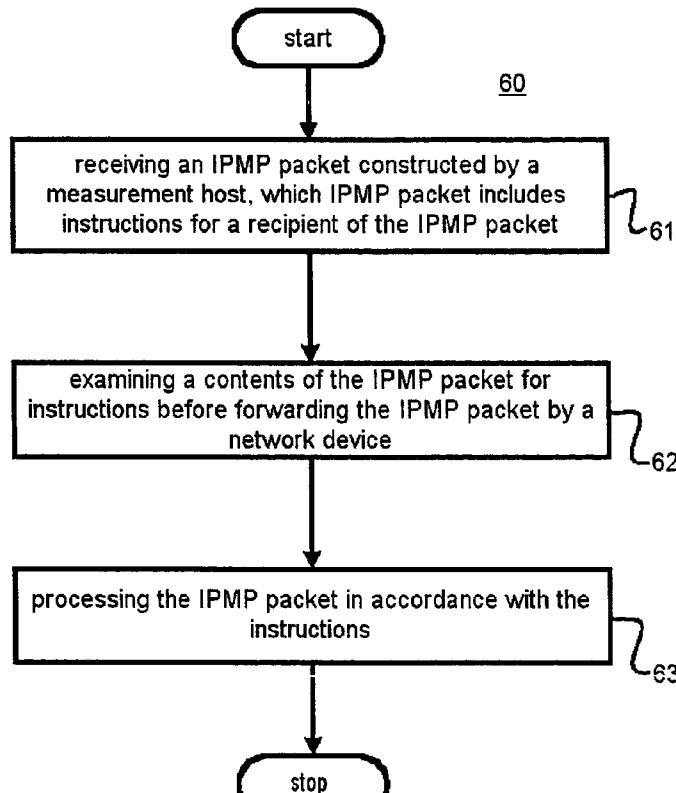 start
60
receiving an IPMP packet constructed by a
measurement host, which IPMP packet includes
instructions for a recipient of the IPMP packet
61
examining a contents of the IPMP packet for
instructions before forwarding the IPMP packet by a
network device
62
processing the IPMP packet in accordance with the
instructions
63
stop